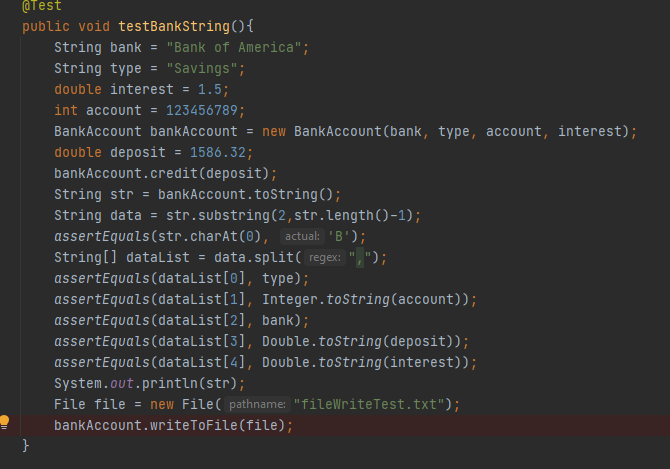 @Test
public void testBankString(){
    String bank = "Bank of America";
    String type = "Savings";
    double interest = 1.5;
    int account = 123456789;
    BankAccount bankAccount = new BankAccount(bank, type, account, interest);
    double deposit = 1586.32;
    bankAccount.credit(deposit);
    String str = bankAccount.toString();
    String data = str.substring(2,str.length()-1);
    assertEquals(str.charAt(0), actual: 'B');
    String[] dataList = data.split( regex: ",");
    assertEquals(dataList[0], type);
    assertEquals(dataList[1], Integer.toString(account));
    assertEquals(dataList[2], bank);
    assertEquals(dataList[3], Double.toString(deposit));
    assertEquals(dataList[4], Double.toString(interest));
    System.out.println(str);
    File file = new File( pathname: "fileWriteTest.txt");
    bankAccount.writeToFile(file);
}